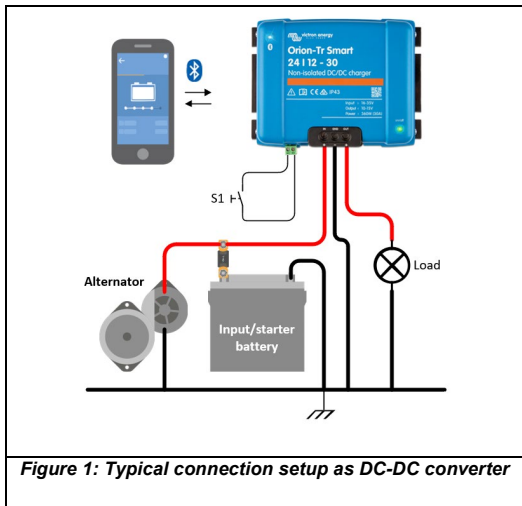 victron energy
Orion-Tr Smart
24 | 12 - 30
Non-isolated DC/DC charger
CE IP43
S1
Load
Alternator
Input/starter
battery
Figure 1: Typical connection setup as DC-DC converter